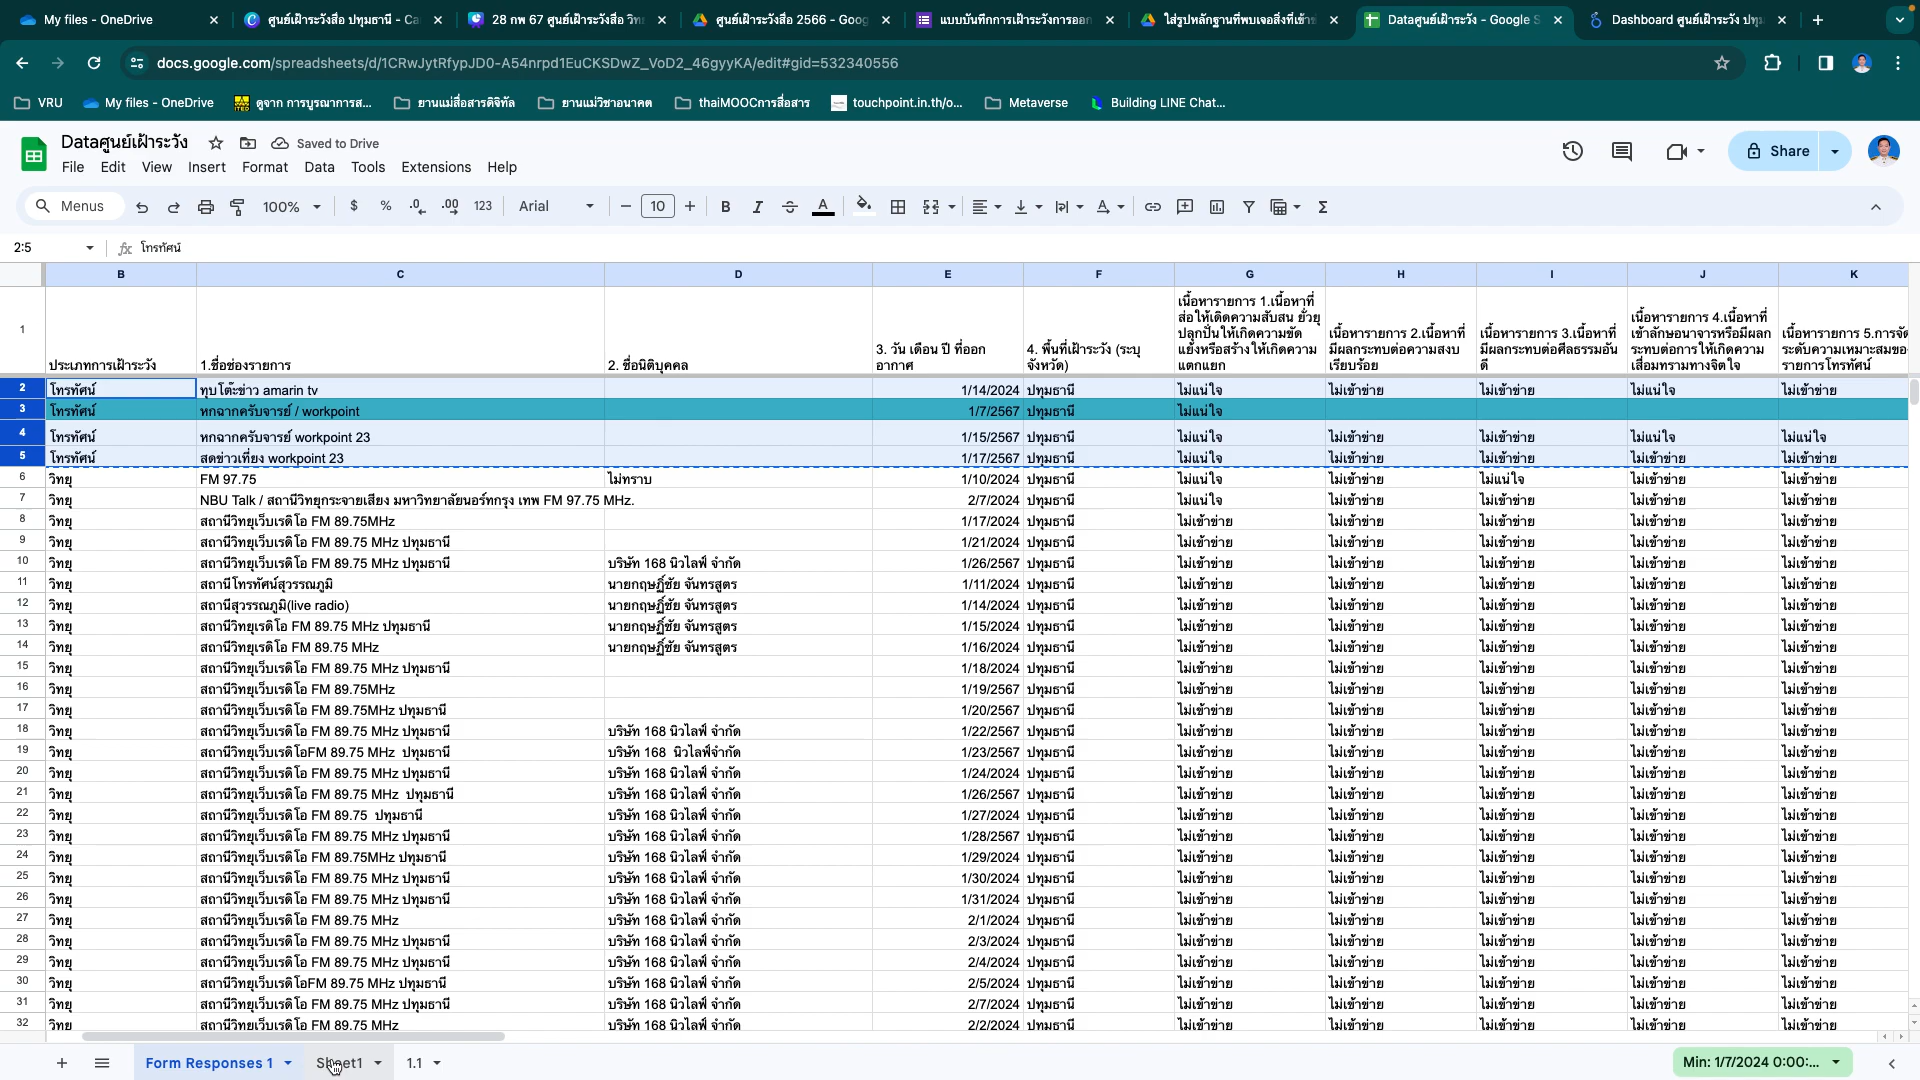 My files - OneDrive
ศูนย์เฝ้าระวังสื่อ ปทุมธานี - Ca
28 กพ 67 ศูนย์เฝ้าระวังสื่อ วิท
ศูนย์เฝ้าระวังสื่อ 2566 - Goog
แบบบันทึกการเฝ้าระวังการออก
ใส่รูปหลักฐานที่พบเจอสิ่งที่เข้า
Dataศูนย์เฝ้าระวัง - Google S
Dashboard ศูนย์เฝ้าระวัง ปทุม
docs.google.com/spreadsheets/d/1CRwJytRfypJD0-A54nrpd1EuCKSDwZ_VoD2_46gyyKA/edit#gid=532340556
VRU My files - OneDrive ดูจาก การบูรณาการส... ยานแม่สื่อสารดิจิทัล ยานแม่วิชาอนาคต thaiMOOCการสื่อสาร touchpoint.in.th/o... Metaverse Building LINE Chat...
Dataศูนย์เฝ้าระวัง Saved to Drive
File Edit View Insert Format Data Tools Extensions Help
Share
Menus 100% $ % .0 .00 123 Arial 10 B I A
2:5 fx โทรทัศน์
B C D E F G H I J K
1 ประเภทการเฝ้าระวัง
1.ชื่อช่องรายการ
2. ชื่อนิติบุคคล
3. วัน เดือน ปี ที่ออก
อากาศ
4. พื้นที่เฝ้าระวัง (ระบุ
จังหวัด)
เนื้อหารายการ 1.เนื้อหาที่
ส่อให้เดิดความสับสน ยั่วยุ
ปลุกปั่นให้เกิดความขัด
แย้งหรือสร้างให้เกิดความ
แตกแยก
เนื้อหารายการ 2.เนื้อหาที่
มีผลกระทบต่อความสงบ
เรียบร้อย
เนื้อหารายการ 3.เนื้อหาที่
มีผลกระทบต่อศีลธรรมอัน
ดี
เนื้อหารายการ 4.เนื้อหาที่
เข้าลักษอนาจารหรือมีผลก
ระทบต่อการให้เกิดความ
เสื่อมทรามทางจิตใจ
เนื้อหารายการ 5.การจัด
ระดับความเหมาะสมของ
รายการโทรทัศน์
2 โทรทัศน์ ทุบโต๊ะข่าว amarin tv 1/14/2024 ปทุมธานี ไม่แน่ใจ ไม่เข้าข่าย ไม่เข้าข่าย ไม่แน่ใจ ไม่เข้าข่าย
3 โทรทัศน์ หกฉากครับจารย์ / workpoint 1/7/2567 ปทุมธานี ไม่แน่ใจ
4 โทรทัศน์ หกฉากครับจารย์ workpoint 23 1/15/2567 ปทุมธานี ไม่แน่ใจ ไม่เข้าข่าย ไม่เข้าข่าย ไม่แน่ใจ ไม่แน่ใจ
5 โทรทัศน์ สดข่าวเที่ยง workpoint 23 1/17/2567 ปทุมธานี ไม่แน่ใจ ไม่เข้าข่าย ไม่เข้าข่าย ไม่เข้าข่าย ไม่เข้าข่าย
6 วิทยุ FM 97.75 ไม่ทราบ 1/10/2024 ปทุมธานี ไม่แน่ใจ ไม่เข้าข่าย ไม่แน่ใจ ไม่เข้าข่าย ไม่เข้าข่าย
7 วิทยุ NBU Talk / สถานีวิทยุกระจายเสียง มหาวิทยาลัยนอร์ทกรุง เทพ FM 97.75 MHz. 2/7/2024 ปทุมธานี ไม่แน่ใจ ไม่เข้าข่าย ไม่เข้าข่าย ไม่เข้าข่าย ไม่เข้าข่าย
8 วิทยุ สถานีวิทยุเว็บเรดิโอ FM 89.75MHz 1/17/2024 ปทุมธานี ไม่เข้าข่าย ไม่เข้าข่าย ไม่เข้าข่าย ไม่เข้าข่าย ไม่เข้าข่าย
9 วิทยุ สถานีวิทยุเว็บเรดิโอ FM 89.75 MHz ปทุมธานี 1/21/2024 ปทุมธานี ไม่เข้าข่าย ไม่เข้าข่าย ไม่เข้าข่าย ไม่เข้าข่าย ไม่เข้าข่าย
10 วิทยุ สถานีวิทยุเว็บเรดิโอ FM 89.75 MHz ปทุมธานี บริษัท 168 นิวไลฟ์ จำกัด 1/26/2567 ปทุมธานี ไม่เข้าข่าย ไม่เข้าข่าย ไม่เข้าข่าย ไม่เข้าข่าย ไม่เข้าข่าย
11 วิทยุ สถานีโทรทัศน์สุวรรณภูมิ นายกฤษฏิ์ชัย จันทรสูตร 1/11/2024 ปทุมธานี ไม่เข้าข่าย ไม่เข้าข่าย ไม่เข้าข่าย ไม่เข้าข่าย ไม่เข้าข่าย
12 วิทยุ สถานีสุวรรณภูมิ(live radio) นายกฤษฏิ์ชัย จันทรสูตร 1/14/2024 ปทุมธานี ไม่เข้าข่าย ไม่เข้าข่าย ไม่เข้าข่าย ไม่เข้าข่าย ไม่เข้าข่าย
13 วิทยุ สถานีวิทยุเรดิโอ FM 89.75 MHz ปทุมธานี นายกฤษฏิ์ชัย จันทรสูตร 1/15/2024 ปทุมธานี ไม่เข้าข่าย ไม่เข้าข่าย ไม่เข้าข่าย ไม่เข้าข่าย ไม่เข้าข่าย
14 วิทยุ สถานีวิทยุเรดิโอ FM 89.75 MHz นายกฤษฏิ์ชัย จันทรสูตร 1/16/2024 ปทุมธานี ไม่เข้าข่าย ไม่เข้าข่าย ไม่เข้าข่าย ไม่เข้าข่าย ไม่เข้าข่าย
15 วิทยุ สถานีวิทยุเว็บเรดิโอ FM 89.75 MHz ปทุมธานี 1/18/2024 ปทุมธานี ไม่เข้าข่าย ไม่เข้าข่าย ไม่เข้าข่าย ไม่เข้าข่าย ไม่เข้าข่าย
16 วิทยุ สถานีวิทยุเว็บเรดิโอ FM 89.75MHz 1/19/2567 ปทุมธานี ไม่เข้าข่าย ไม่เข้าข่าย ไม่เข้าข่าย ไม่เข้าข่าย ไม่เข้าข่าย
17 วิทยุ สถานีวิทยุเว็บเรดิโอ FM 89.75MHz ปทุมธานี 1/20/2567 ปทุมธานี ไม่เข้าข่าย ไม่เข้าข่าย ไม่เข้าข่าย ไม่เข้าข่าย ไม่เข้าข่าย
18 วิทยุ สถานีวิทยุเว็บเรดิโอ FM 89.75 MHz ปทุมธานี บริษัท 168 นิวไลฟ์ จำกัด 1/22/2567 ปทุมธานี ไม่เข้าข่าย ไม่เข้าข่าย ไม่เข้าข่าย ไม่เข้าข่าย ไม่เข้าข่าย
19 วิทยุ สถานีวิทยุเว็บเรดิโอFM 89.75 MHz ปทุมธานี บริษัท 168 นิวไลฟ์จำกัด 1/23/2567 ปทุมธานี ไม่เข้าข่าย ไม่เข้าข่าย ไม่เข้าข่าย ไม่เข้าข่าย ไม่เข้าข่าย
20 วิทยุ สถานีวิทยุเว็บเรดิโอ FM 89.75 MHz ปทุมธานี บริษัท 168 นิวไลฟ์ จำกัด 1/24/2024 ปทุมธานี ไม่เข้าข่าย ไม่เข้าข่าย ไม่เข้าข่าย ไม่เข้าข่าย ไม่เข้าข่าย
21 วิทยุ สถานีวิทยุเว็บเรดิโอ FM 89.75 MHz ปทุมธานี บริษัท 168 นิวไลฟ์ จำกัด 1/26/2567 ปทุมธานี ไม่เข้าข่าย ไม่เข้าข่าย ไม่เข้าข่าย ไม่เข้าข่าย ไม่เข้าข่าย
22 วิทยุ สถานีวิทยุเว็บเรดิโอ FM 89.75 ปทุมธานี บริษัท 168 นิวไลฟ์ จำกัด 1/27/2024 ปทุมธานี ไม่เข้าข่าย ไม่เข้าข่าย ไม่เข้าข่าย ไม่เข้าข่าย ไม่เข้าข่าย
23 วิทยุ สถานีวิทยุเว็บเรดิโอ FM 89.75 MHz ปทุมธานี บริษัท 168 นิวไลฟ์ จำกัด 1/28/2567 ปทุมธานี ไม่เข้าข่าย ไม่เข้าข่าย ไม่เข้าข่าย ไม่เข้าข่าย ไม่เข้าข่าย
24 วิทยุ สถานีวิทยุเว็บเรดิโอ FM 89.75MHz ปทุมธานี บริษัท 168 นิวไลฟ์ จำกัด 1/29/2024 ปทุมธานี ไม่เข้าข่าย ไม่เข้าข่าย ไม่เข้าข่าย ไม่เข้าข่าย ไม่เข้าข่าย
25 วิทยุ สถานีวิทยุเว็บเรดิโอ FM 89.75 MHz ปทุมธานี บริษัท 168 นิวไลฟ์ จำกัด 1/30/2024 ปทุมธานี ไม่เข้าข่าย ไม่เข้าข่าย ไม่เข้าข่าย ไม่เข้าข่าย ไม่เข้าข่าย
26 วิทยุ สถานีวิทยุเว็บเรดิโอ FM 89.75 MHz ปทุมธานี บริษัท 168 นิวไลฟ์ จำกัด 1/31/2024 ปทุมธานี ไม่เข้าข่าย ไม่เข้าข่าย ไม่เข้าข่าย ไม่เข้าข่าย ไม่เข้าข่าย
27 วิทยุ สถานีวิทยุเว็บเรดิโอ FM 89.75 MHz บริษัท 168 นิวไลฟ์ จำกัด 2/1/2024 ปทุมธานี ไม่เข้าข่าย ไม่เข้าข่าย ไม่เข้าข่าย ไม่เข้าข่าย ไม่เข้าข่าย
28 วิทยุ สถานีวิทยุเว็บเรดิโอ FM 89.75 MHz ปทุมธานี บริษัท 168 นิวไลฟ์ จำกัด 2/3/2024 ปทุมธานี ไม่เข้าข่าย ไม่เข้าข่าย ไม่เข้าข่าย ไม่เข้าข่าย ไม่เข้าข่าย
29 วิทยุ สถานีวิทยุเว็บเรดิโอ FM 89.75 MHz ปทุมธานี บริษัท 168 นิวไลฟ์ จำกัด 2/4/2024 ปทุมธานี ไม่เข้าข่าย ไม่เข้าข่าย ไม่เข้าข่าย ไม่เข้าข่าย ไม่เข้าข่าย
30 วิทยุ สถานีวิทยุเว็บเรดิโอFM 89.75 MHz ปทุมธานี บริษัท 168 นิวไลฟ์ จำกัด 2/5/2024 ปทุมธานี ไม่เข้าข่าย ไม่เข้าข่าย ไม่เข้าข่าย ไม่เข้าข่าย ไม่เข้าข่าย
31 วิทยุ สถานีวิทยุเว็บเรดิโอ FM 89.75 MHz ปทุมธานี บริษัท 168 นิวไลฟ์ จำกัด 2/7/2024 ปทุมธานี ไม่เข้าข่าย ไม่เข้าข่าย ไม่เข้าข่าย ไม่เข้าข่าย ไม่เข้าข่าย
32 วิทยุ สถานีวิทยุเว็บเรดิโอ FM 89.75 MHz บริษัท 168 นิวไลฟ์ จำกัด 2/2/2024 ปทุมธานี ไม่เข้าข่าย ไม่เข้าข่าย ไม่เข้าข่าย ไม่เข้าข่าย ไม่เข้าข่าย
Form Responses 1 Sheet1 1.1 Min: 1/7/2024 0:00:...